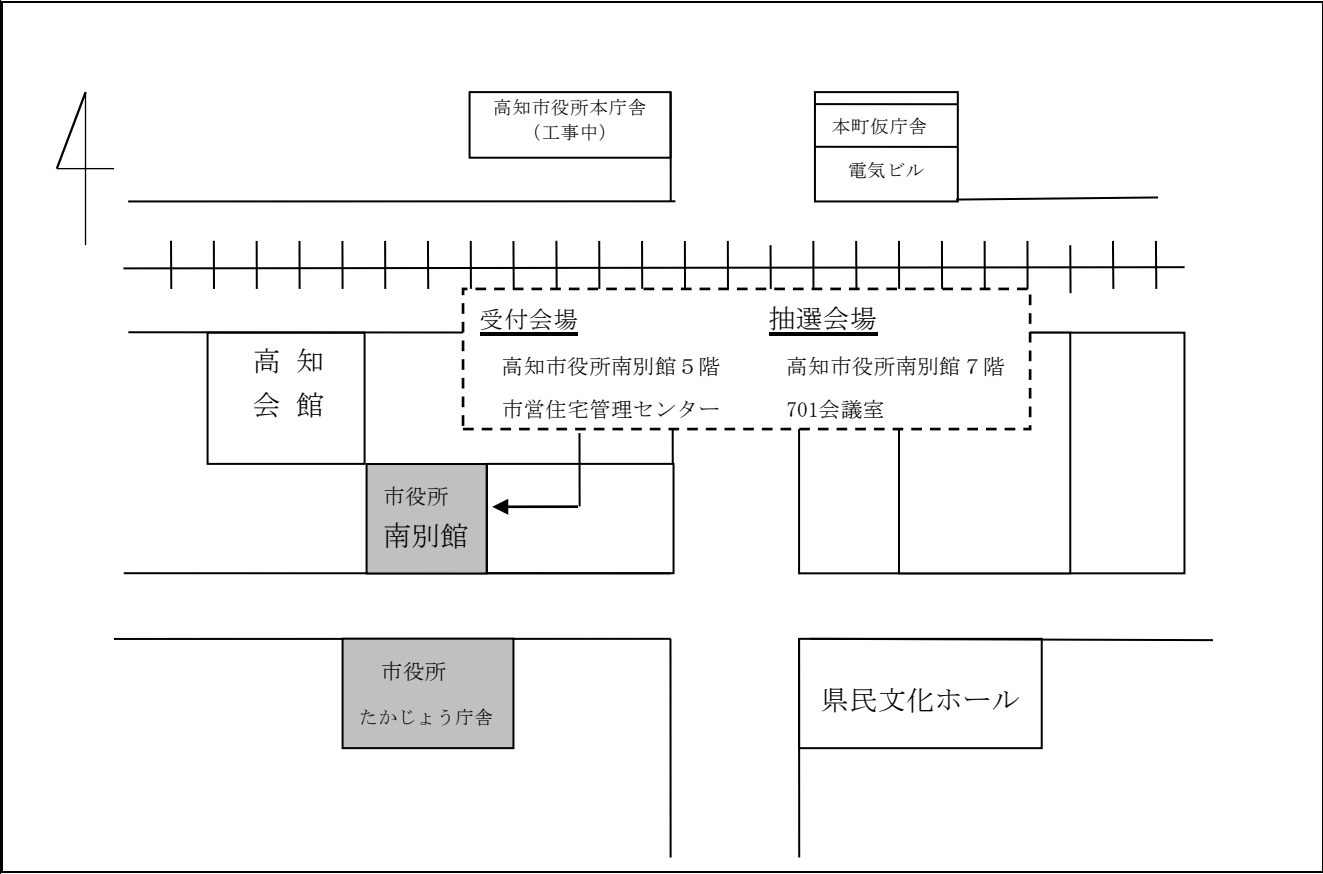 高知市役所本庁舎
（工事中）
本町仮庁舎
電気ビル
受付会場
高知市役所南別館５階
市営住宅管理センター
抽選会場
高知市役所南別館７階
701会議室
高 知
会 館
市役所
南別館
市役所
たかじょう庁舎
県民文化ホール